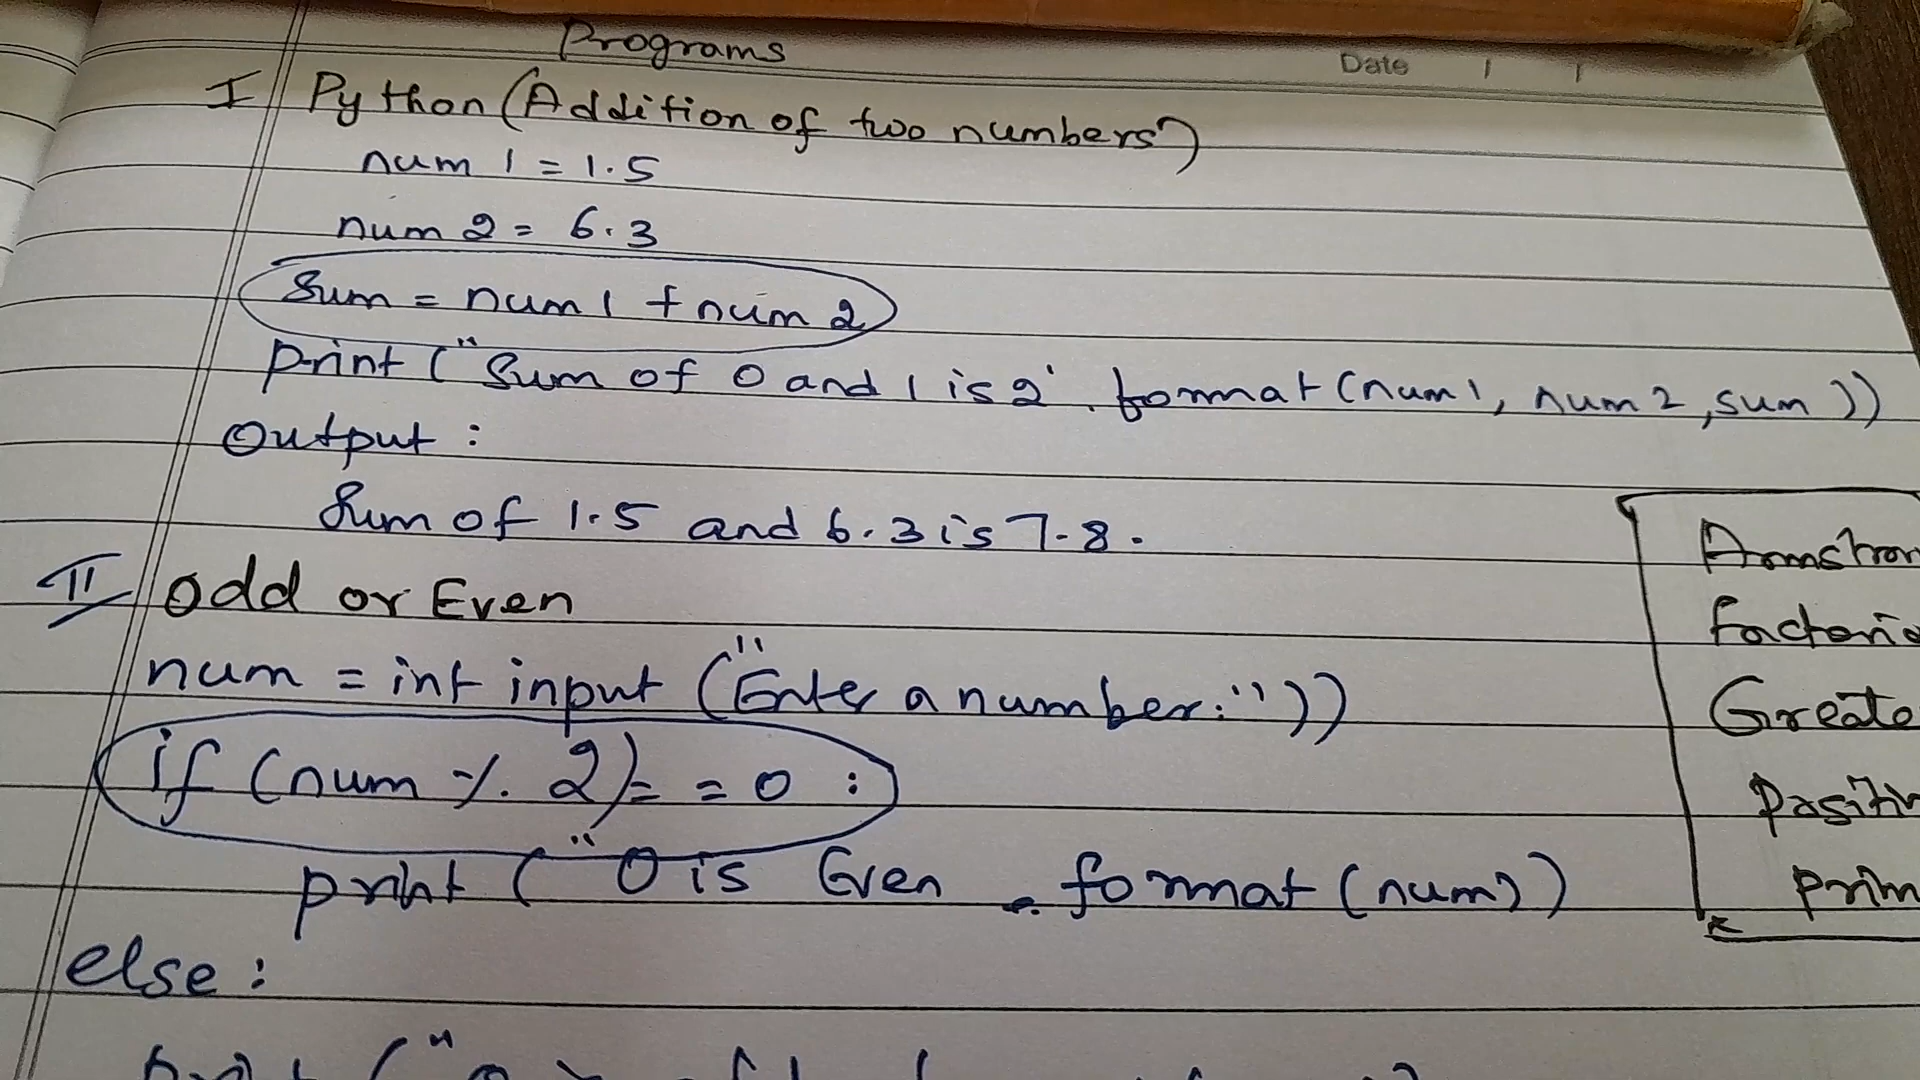 Programs
Date
I Python (Addition of two numbers)
num 1 = 1.5
num 2 = 6.3
Sum = num 1 + num 2
print ("Sum of 0 and 1 is 2' . format (num1, num 2, sum))
Output :
Sum of 1.5 and 6.3 is 7.8.
II Odd or Even
num = int input ("Enter a number:"))
if (num % 2) = = 0 :
print ( "0 is Even . format (num))
else :
Armstron
factoria
Greate
Positiv
prim